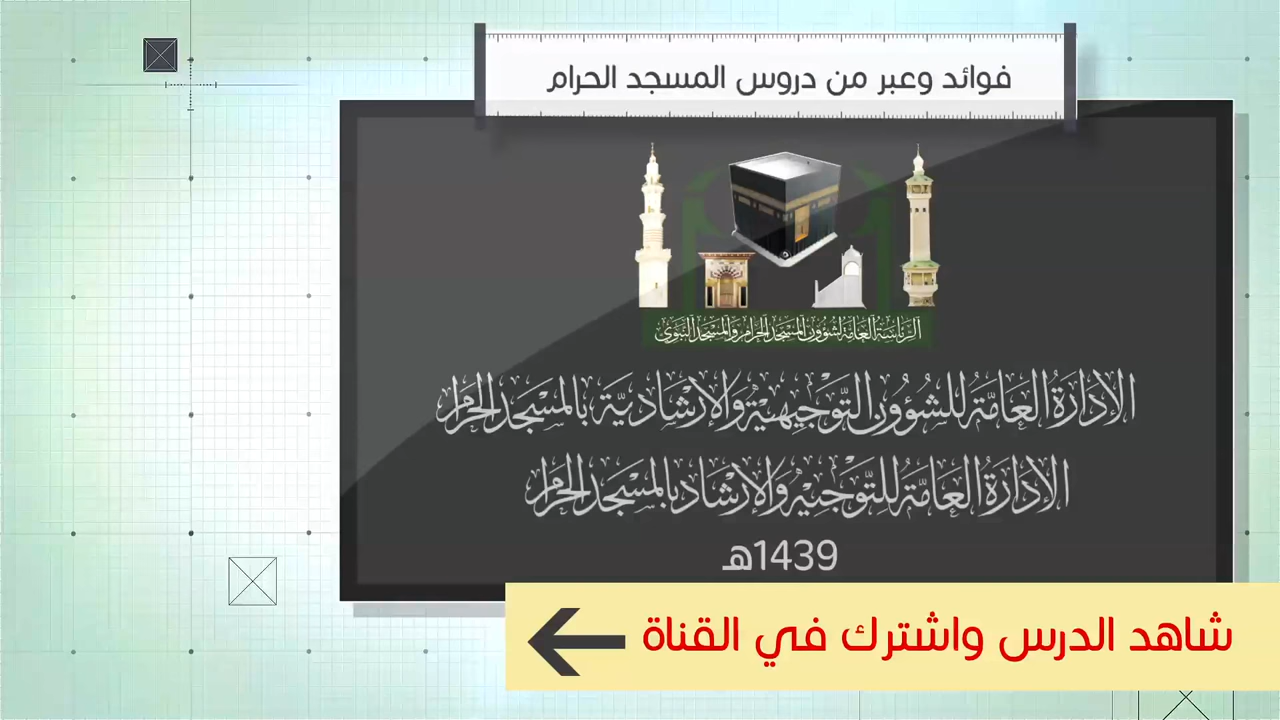 فوائد وعبر من دروس المسجد الحرام
الرئاسة العامة لشؤون المسجد الحرام والمسجد النبوي
الإدارة العامة للشؤون التوجيهية والإرشادية بالمسجد الحرام
الإدارة العامة للتوجيه والإرشاد بالمسجد الحرام
1439هـ
شاهد الدرس واشترك في القناة